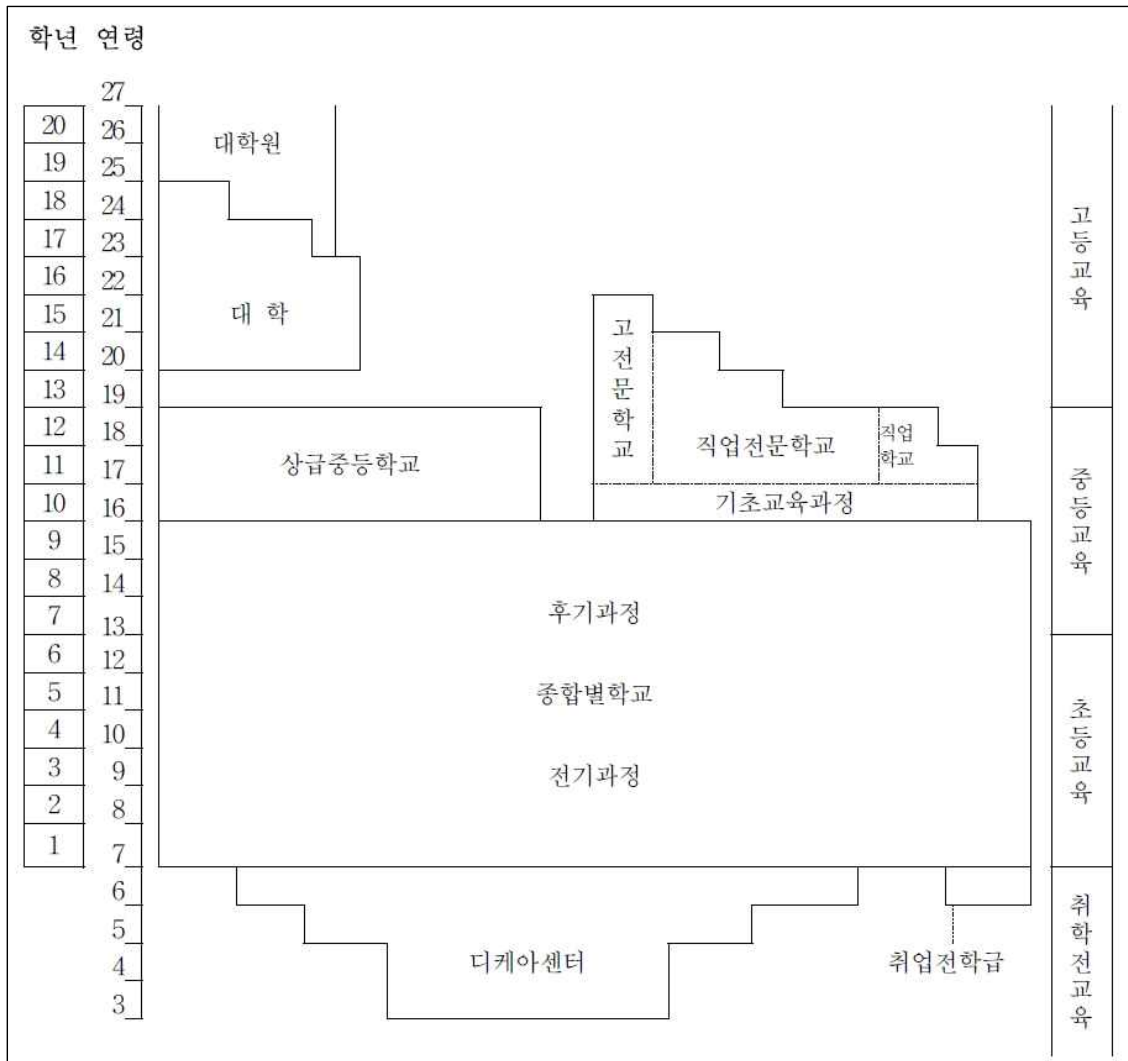 학년 연령
27
20 26
대학원
19 25
18 24
17 23
16 22
대 학
15 21
14 20
13 19
12 18
상급중등학교
11 17
10 16
고전문학교
직업전문학교
직업
학교
기초교육과정
9 15
8 14
7 13
후기과정
6 12
5 11
종합별학교
4 10
3 9
전기과정
2 8
1 7
6
5
4
3
디케아센터
취업전학급
고등교육
중등교육
초등교육
취학전교육